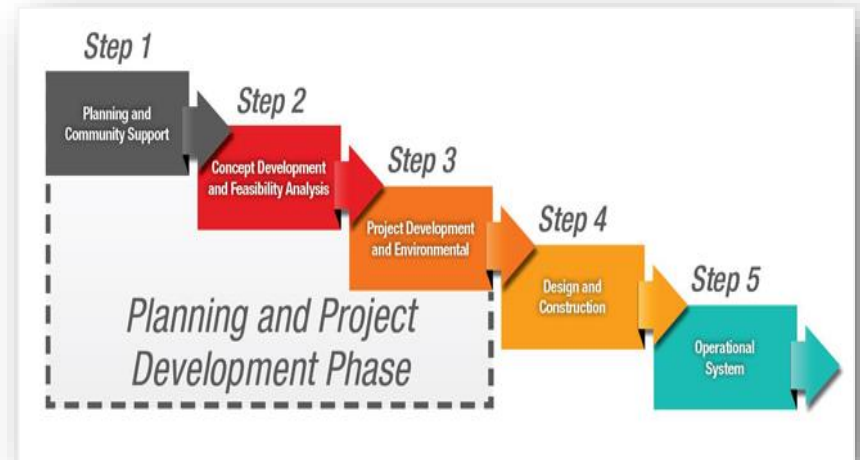 Step 1
Planning and
Community Support
Step 2
Concept Development
and Feasibility Analysis
Step 3
Project Development
and Environmental
Step 4
Design and
Construction
Step 5
Operational
System
Planning and Project
Development Phase